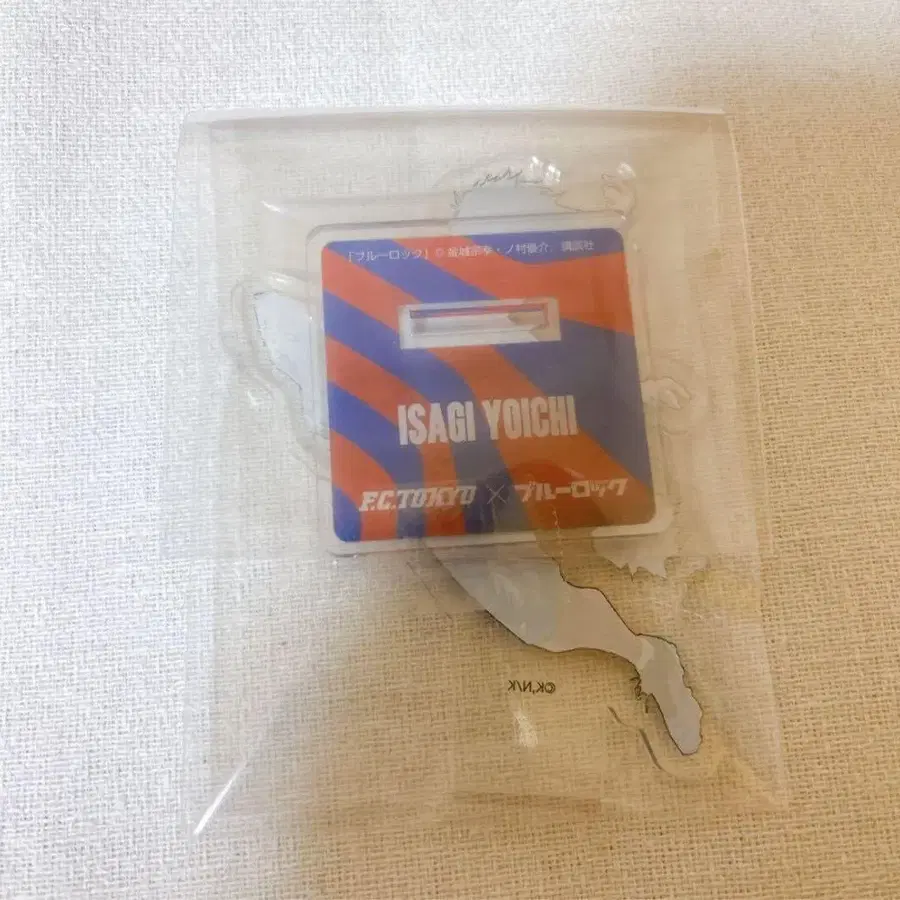 「ブルーロック」© 金城宗幸・ノ村優介/講談社
ISAGI YOICHI
F.C.TOKYO × ブルーロック
©K,N/K